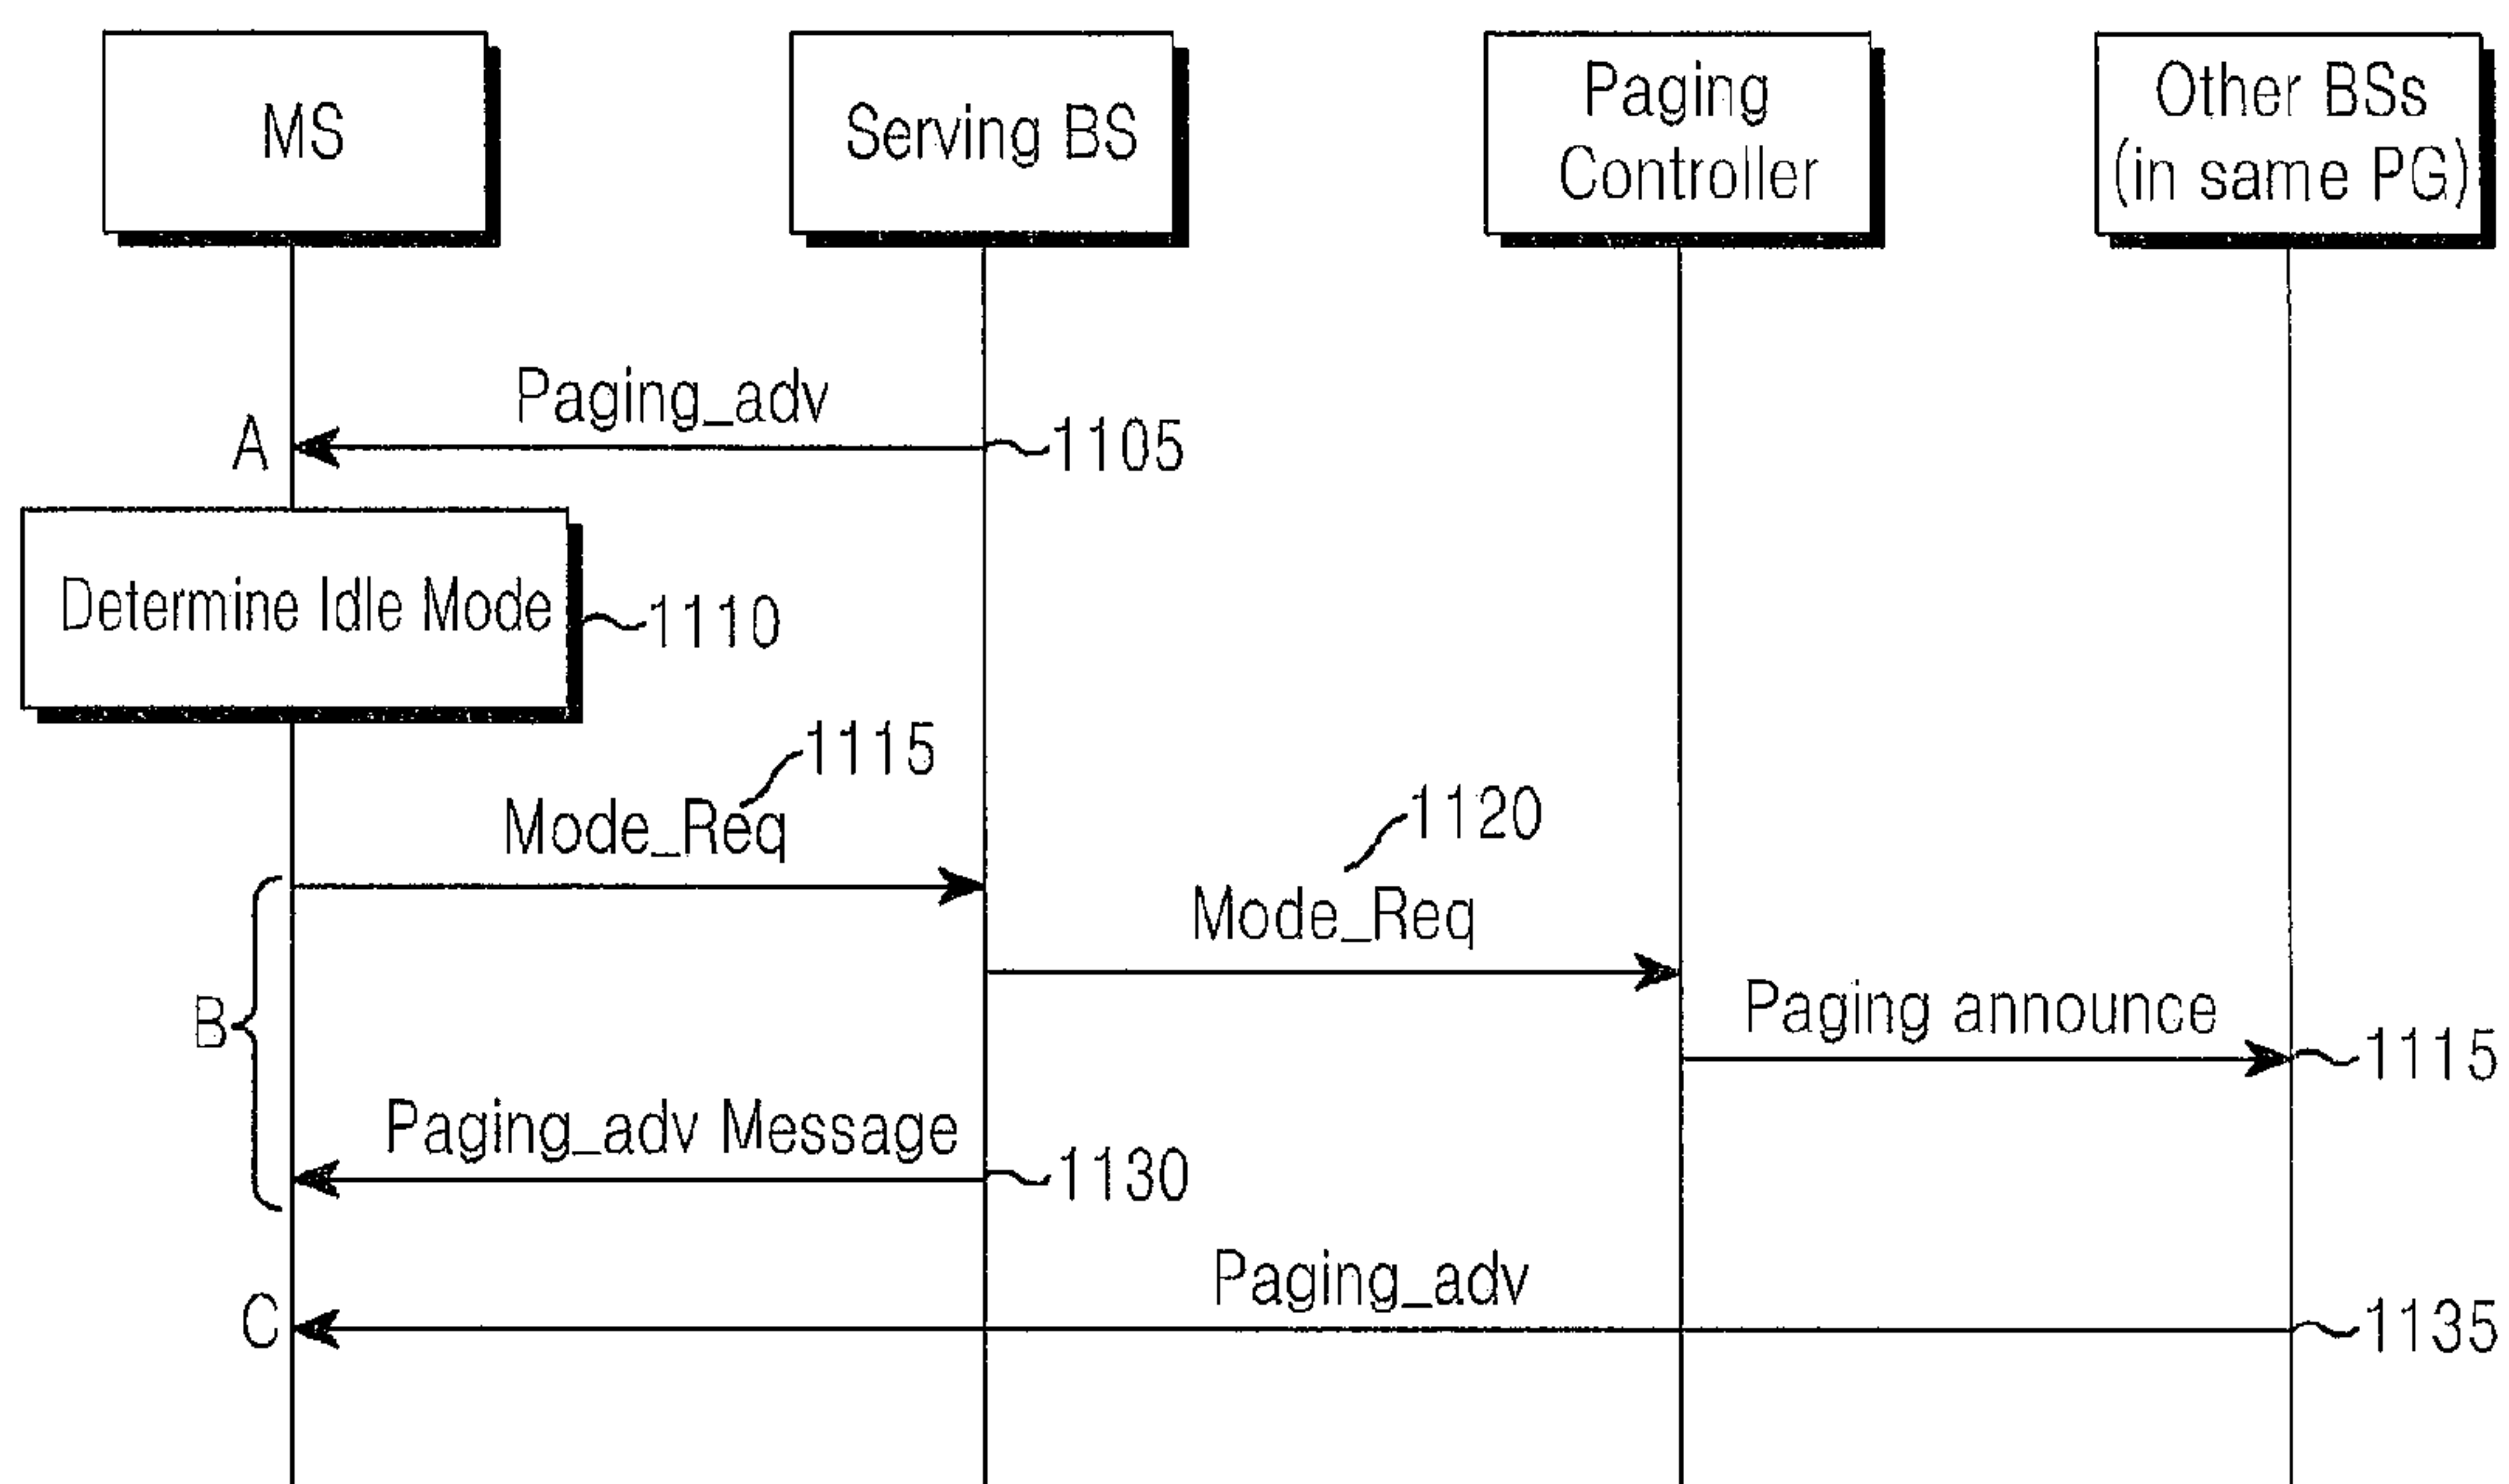 MS
Serving BS
Paging
Controller
Other BSs
(in same PG)
Paging_adv
A
1105
Determine Idle Mode
1110
1115
Mode_Req
1120
Mode_Req
B
Paging announce
1115
Paging_adv Message
1130
Paging_adv
C
1135